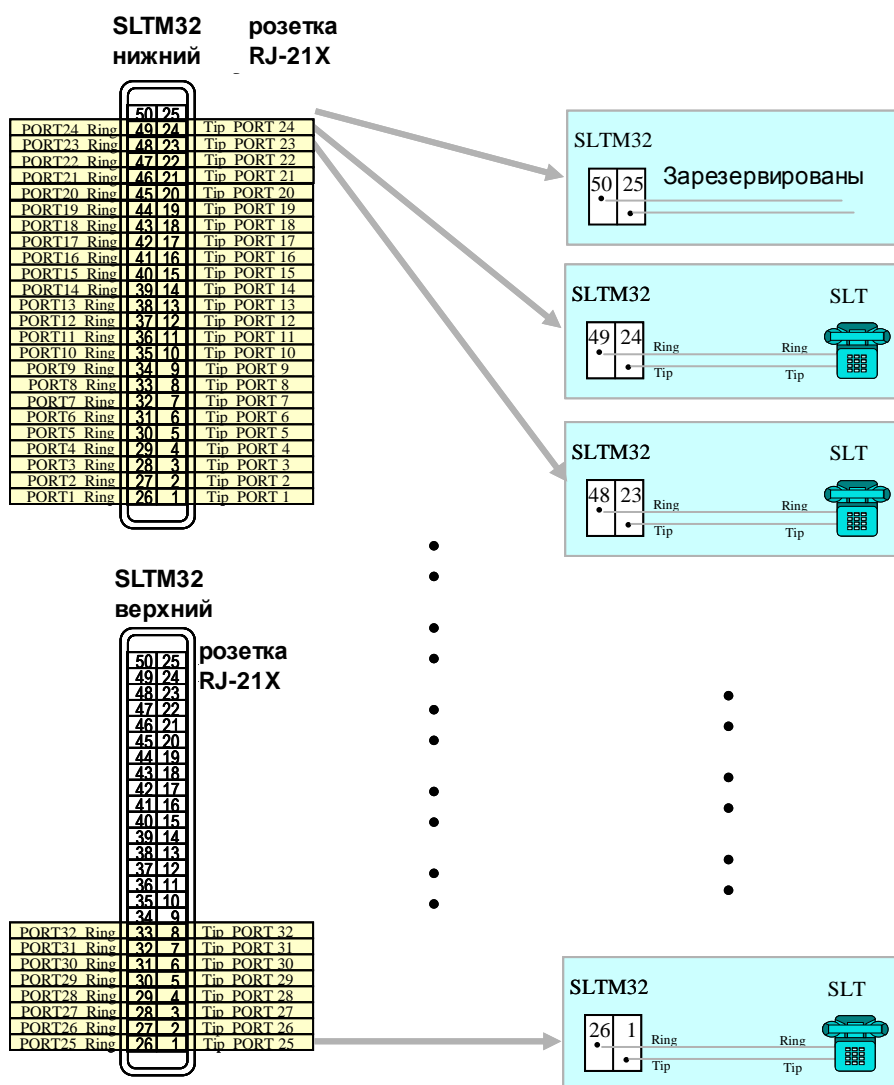 SLTM32 розетка
нижний RJ-21X
50 25
PORT24 Ring 49 24 Tip PORT 24
PORT23 Ring 48 23 Tip PORT 23
PORT22 Ring 47 22 Tip PORT 22
PORT21 Ring 46 21 Tip PORT 21
PORT20 Ring 45 20 Tip PORT 20
PORT19 Ring 44 19 Tip PORT 19
PORT18 Ring 43 18 Tip PORT 18
PORT17 Ring 42 17 Tip PORT 17
PORT16 Ring 41 16 Tip PORT 16
PORT15 Ring 40 15 Tip PORT 15
PORT14 Ring 39 14 Tip PORT 14
PORT13 Ring 38 13 Tip PORT 13
PORT12 Ring 37 12 Tip PORT 12
PORT11 Ring 36 11 Tip PORT 11
PORT10 Ring 35 10 Tip PORT 10
PORT9 Ring 34 9 Tip PORT 9
PORT8 Ring 33 8 Tip PORT 8
PORT7 Ring 32 7 Tip PORT 7
PORT6 Ring 31 6 Tip PORT 6
PORT5 Ring 30 5 Tip PORT 5
PORT4 Ring 29 4 Tip PORT 4
PORT3 Ring 28 3 Tip PORT 3
PORT2 Ring 27 2 Tip PORT 2
PORT1 Ring 26 1 Tip PORT 1
SLTM32
50 25 Зарезервированы
SLTM32 SLT
49 24
Ring Ring
Tip Tip
SLTM32 SLT
48 23
Ring Ring
Tip Tip
SLTM32
верхний
розетка
RJ-21X
50 25
49 24
48 23
47 22
46 21
45 20
44 19
43 18
42 17
41 16
40 15
39 14
38 13
37 12
36 11
35 10
34 9
PORT32 Ring 33 8 Tip PORT 32
PORT31 Ring 32 7 Tip PORT 31
PORT30 Ring 31 6 Tip PORT 30
PORT29 Ring 30 5 Tip PORT 29
PORT28 Ring 29 4 Tip PORT 28
PORT27 Ring 28 3 Tip PORT 27
PORT26 Ring 27 2 Tip PORT 26
PORT25 Ring 26 1 Tip PORT 25
SLTM32 SLT
26 1
Ring Ring
Tip Tip